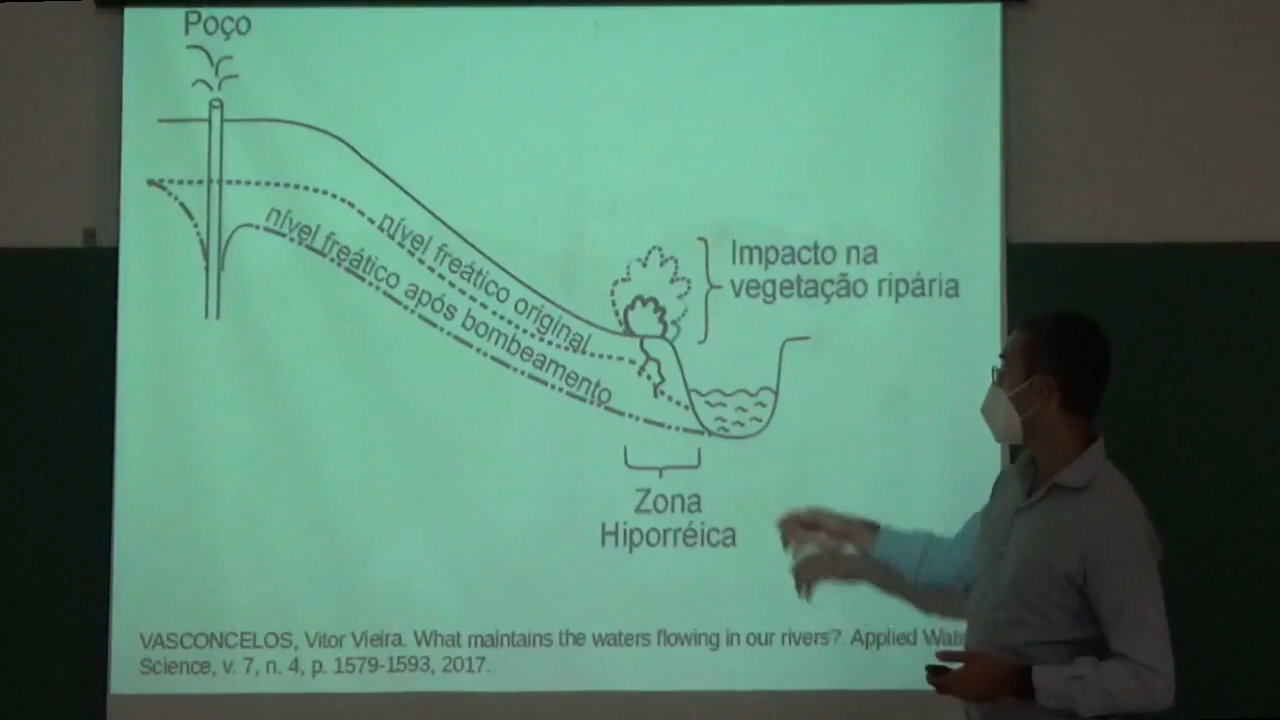 Poço
nível freático original
nível freático após bombeamento
Impacto na
vegetação ripária
Zona
Hiporréica
VASCONCELOS, Vitor Vieira. What maintains the waters flowing in our rivers? Applied
Science, v. 7, n. 4, p. 1579-1593, 2017.